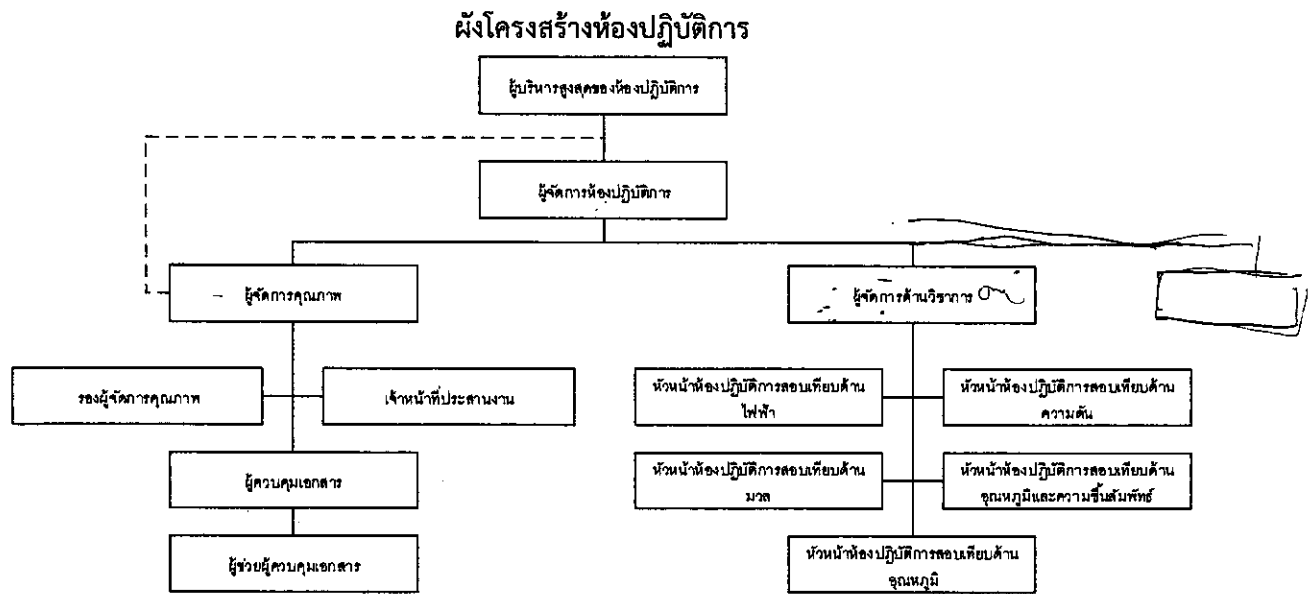 ผังโครงสร้างห้องปฏิบัติการ
ผู้บริหารสูงสุดของห้องปฏิบัติการ
ผู้จัดการห้องปฏิบัติการ
ผู้จัดการคุณภาพ
ผู้จัดการด้านวิชาการ
รองผู้จัดการคุณภาพ
เจ้าหน้าที่ประสานงาน
หัวหน้าห้องปฏิบัติการสอบเทียบด้าน
ไฟฟ้า
หัวหน้าห้องปฏิบัติการสอบเทียบด้าน
ความดัน
ผู้ควบคุมเอกสาร
หัวหน้าห้องปฏิบัติการสอบเทียบด้าน
มวล
หัวหน้าห้องปฏิบัติการสอบเทียบด้าน
อุณหภูมิและความชื้นสัมพัทธ์
ผู้ช่วยผู้ควบคุมเอกสาร
หัวหน้าห้องปฏิบัติการสอบเทียบด้าน
อุณหภูมิ